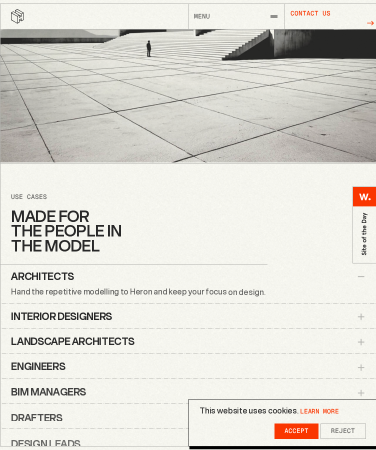 MENU
CONTACT US
USE CASES
MADE FOR
THE PEOPLE IN
THE MODEL
W.
Site of the Day
ARCHITECTS
Hand the repetitive modelling to Heron and keep your focus on design.
INTERIOR DESIGNERS
LANDSCAPE ARCHITECTS
ENGINEERS
BIM MANAGERS
DRAFTERS
DESIGN LEADS
This website uses cookies. LEARN MORE
ACCEPT
REJECT